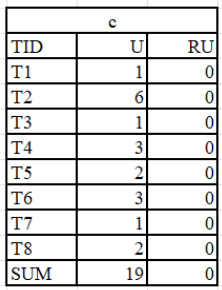 c
TID U RU
T1 1 0
T2 6 0
T3 1 0
T4 3 0
T5 2 0
T6 3 0
T7 1 0
T8 2 0
SUM 19 0